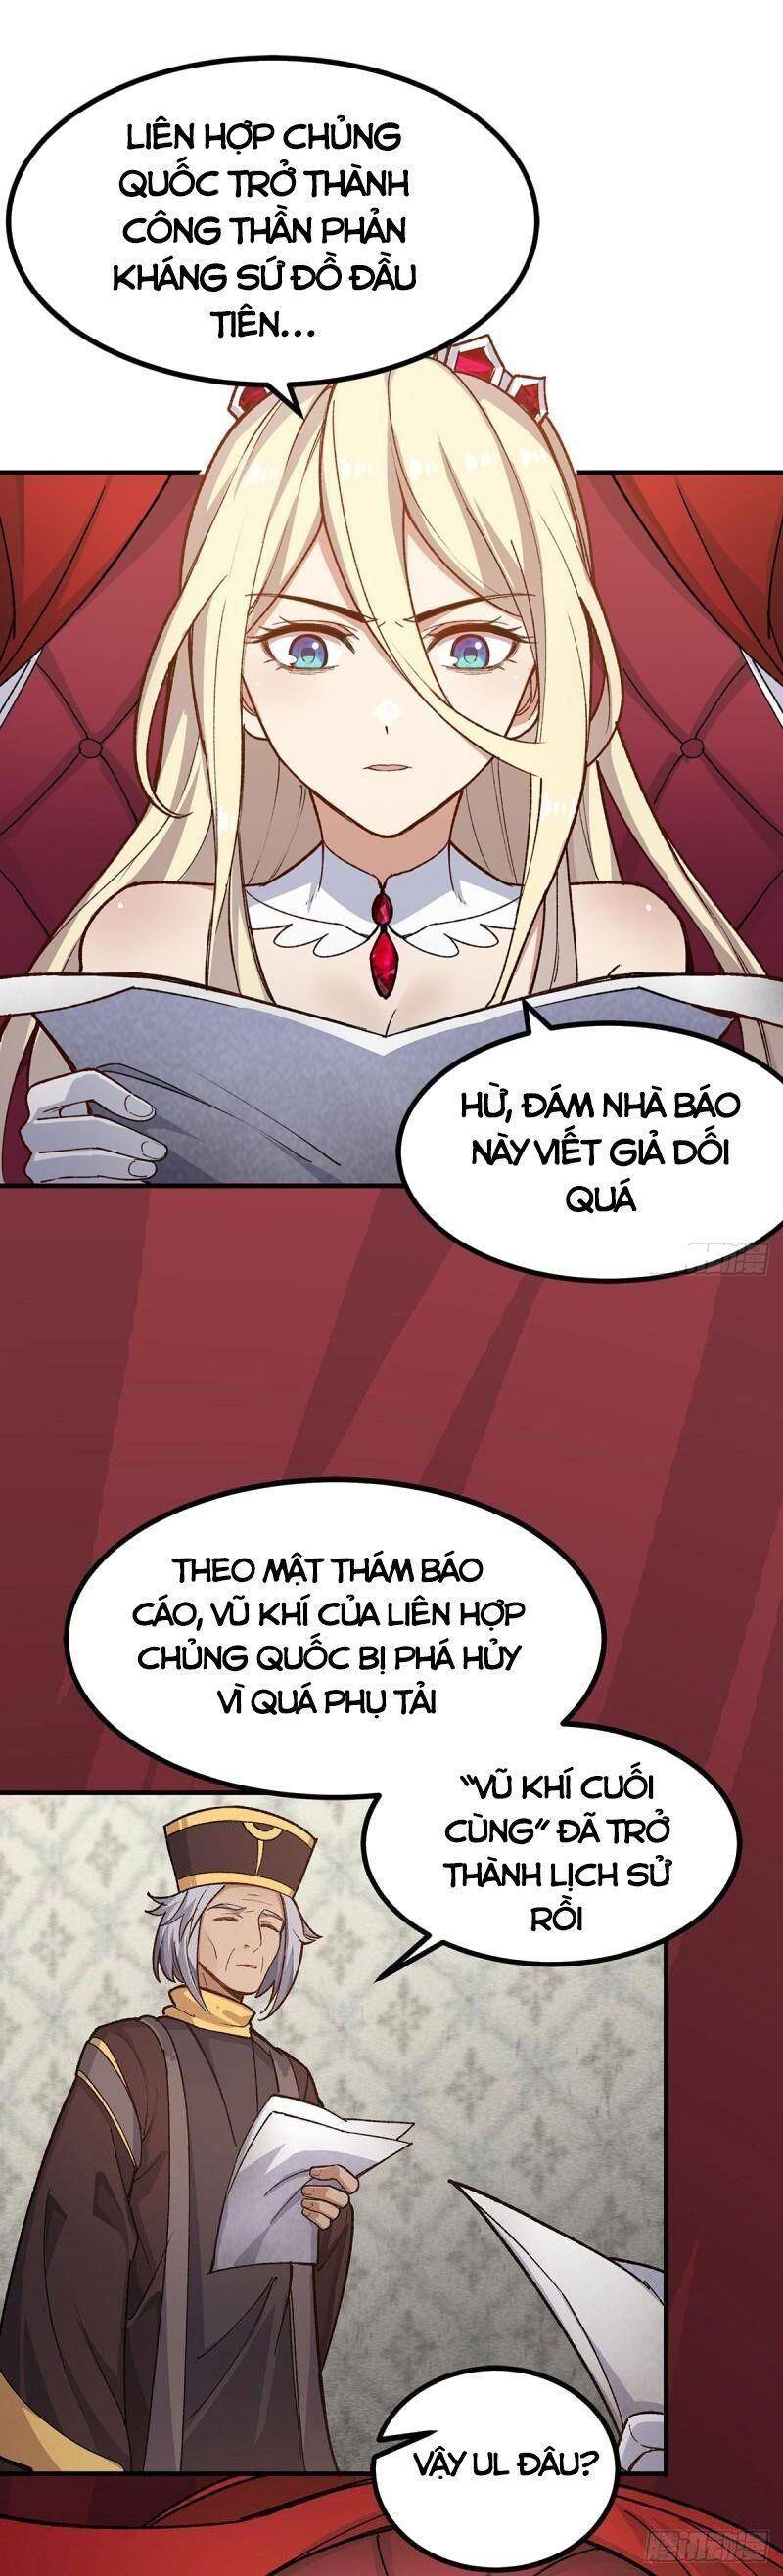 LIÊN HỢP CHỦNG
QUỐC TRỞ THÀNH
CÔNG THẦN PHẢN
KHÁNG SỨ ĐỒ ĐẦU
TIÊN...
HỪ, ĐÁM NHÀ BÁO
NÀY VIẾT GIẢ DỐI
QUÁ
THEO MẬT THÁM BÁO
CÁO, VŨ KHÍ CỦA LIÊN HỢP
CHỦNG QUỐC BỊ PHÁ HỦY
VÌ QUÁ PHỤ TẢI
"VŨ KHÍ CUỐI
CÙNG" ĐÃ TRỞ
THÀNH LỊCH SỬ
RỒI
VẬY UL ĐÂU?